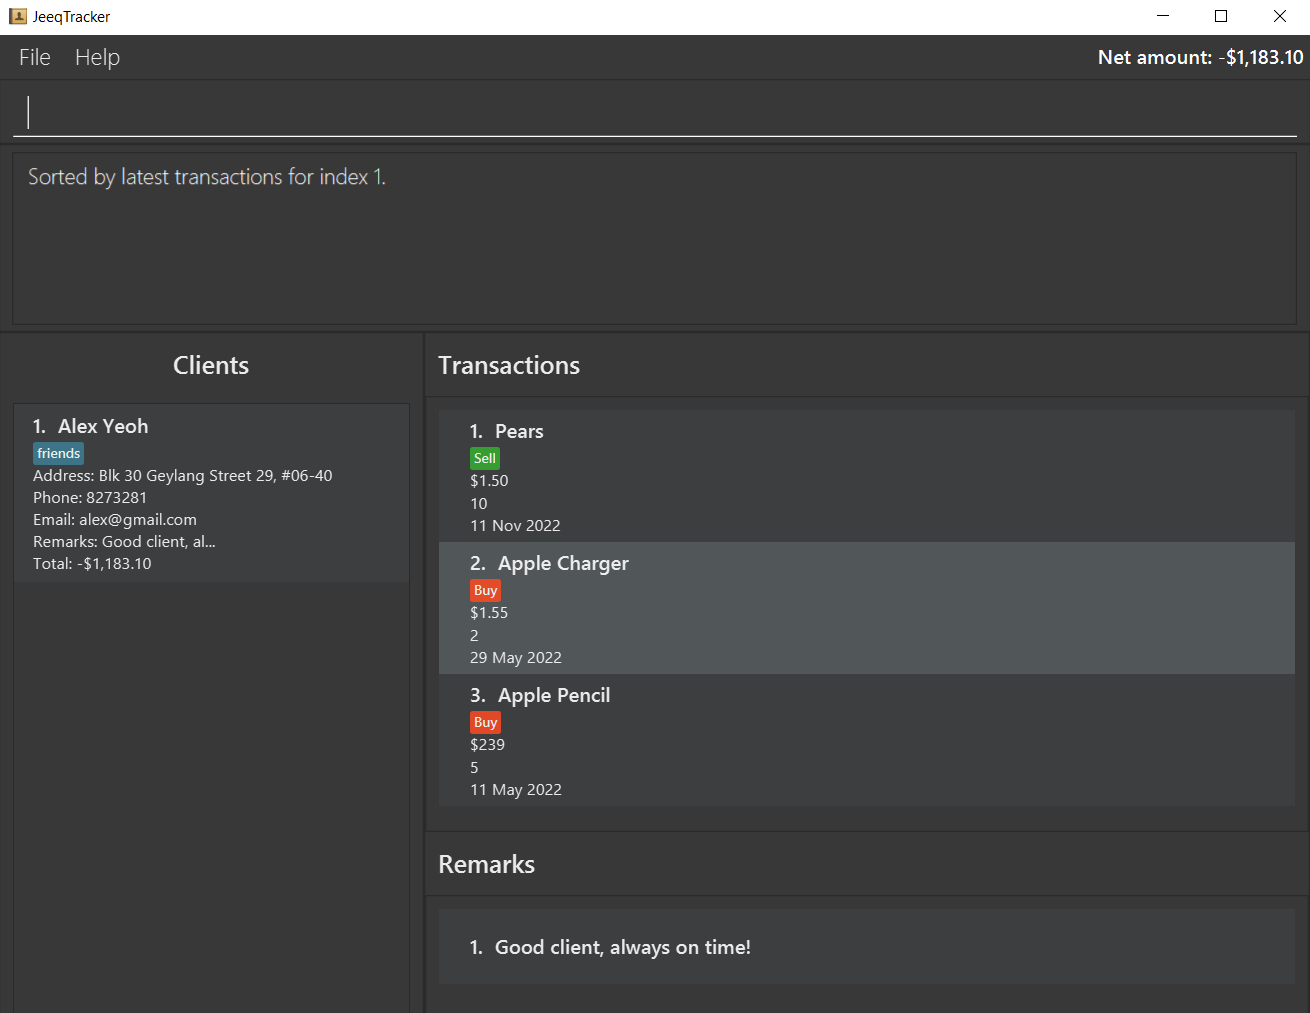 JeeqTracker
File Help Net amount: -$1,183.10
Sorted by latest transactions for index 1.
Clients
1. Alex Yeoh
friends
Address: Blk 30 Geylang Street 29, #06-40
Phone: 8273281
Email: alex@gmail.com
Remarks: Good client, al...
Total: -$1,183.10
Transactions
1. Pears
Sell
$1.50
10
11 Nov 2022
2. Apple Charger
Buy
$1.55
2
29 May 2022
3. Apple Pencil
Buy
$239
5
11 May 2022
Remarks
1. Good client, always on time!